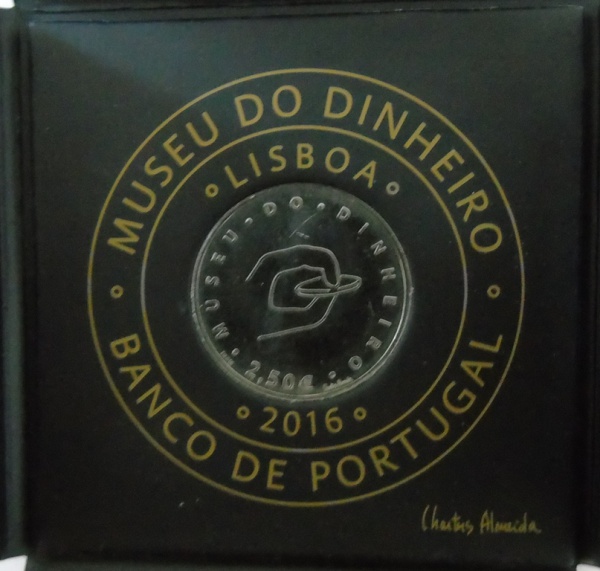 MUSEU DO DINHEIRO
LISBOA
MUSEU · DO · DINHEIRO
2,50€
2016
BANCO DE PORTUGAL
Charters Almeida